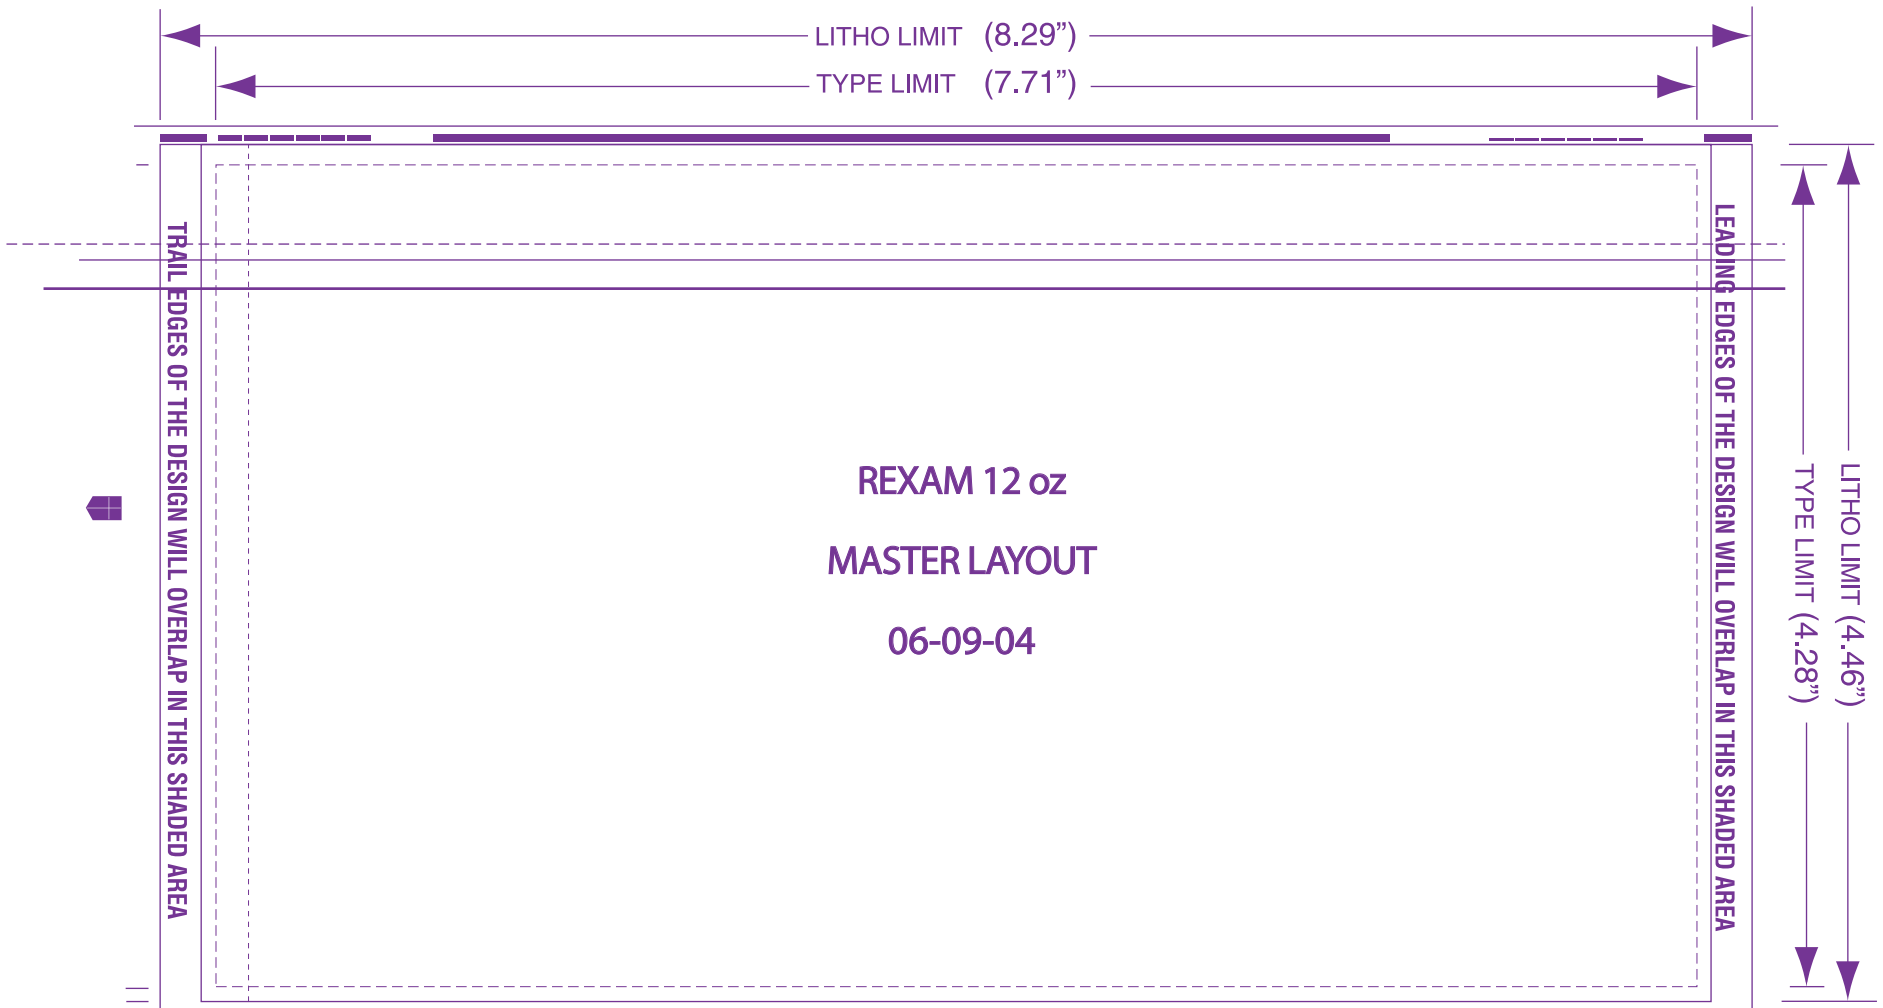 LITHO LIMIT (8.29”)
TYPE LIMIT (7.71”)
TRAIL EDGES OF THE DESIGN WILL OVERLAP IN THIS SHADED AREA
REXAM 12 oz
MASTER LAYOUT
06-09-04
LEADING EDGES OF THE DESIGN WILL OVERLAP IN THIS SHADED AREA
TYPE LIMIT (4.28”)
LITHO LIMIT (4.46”)